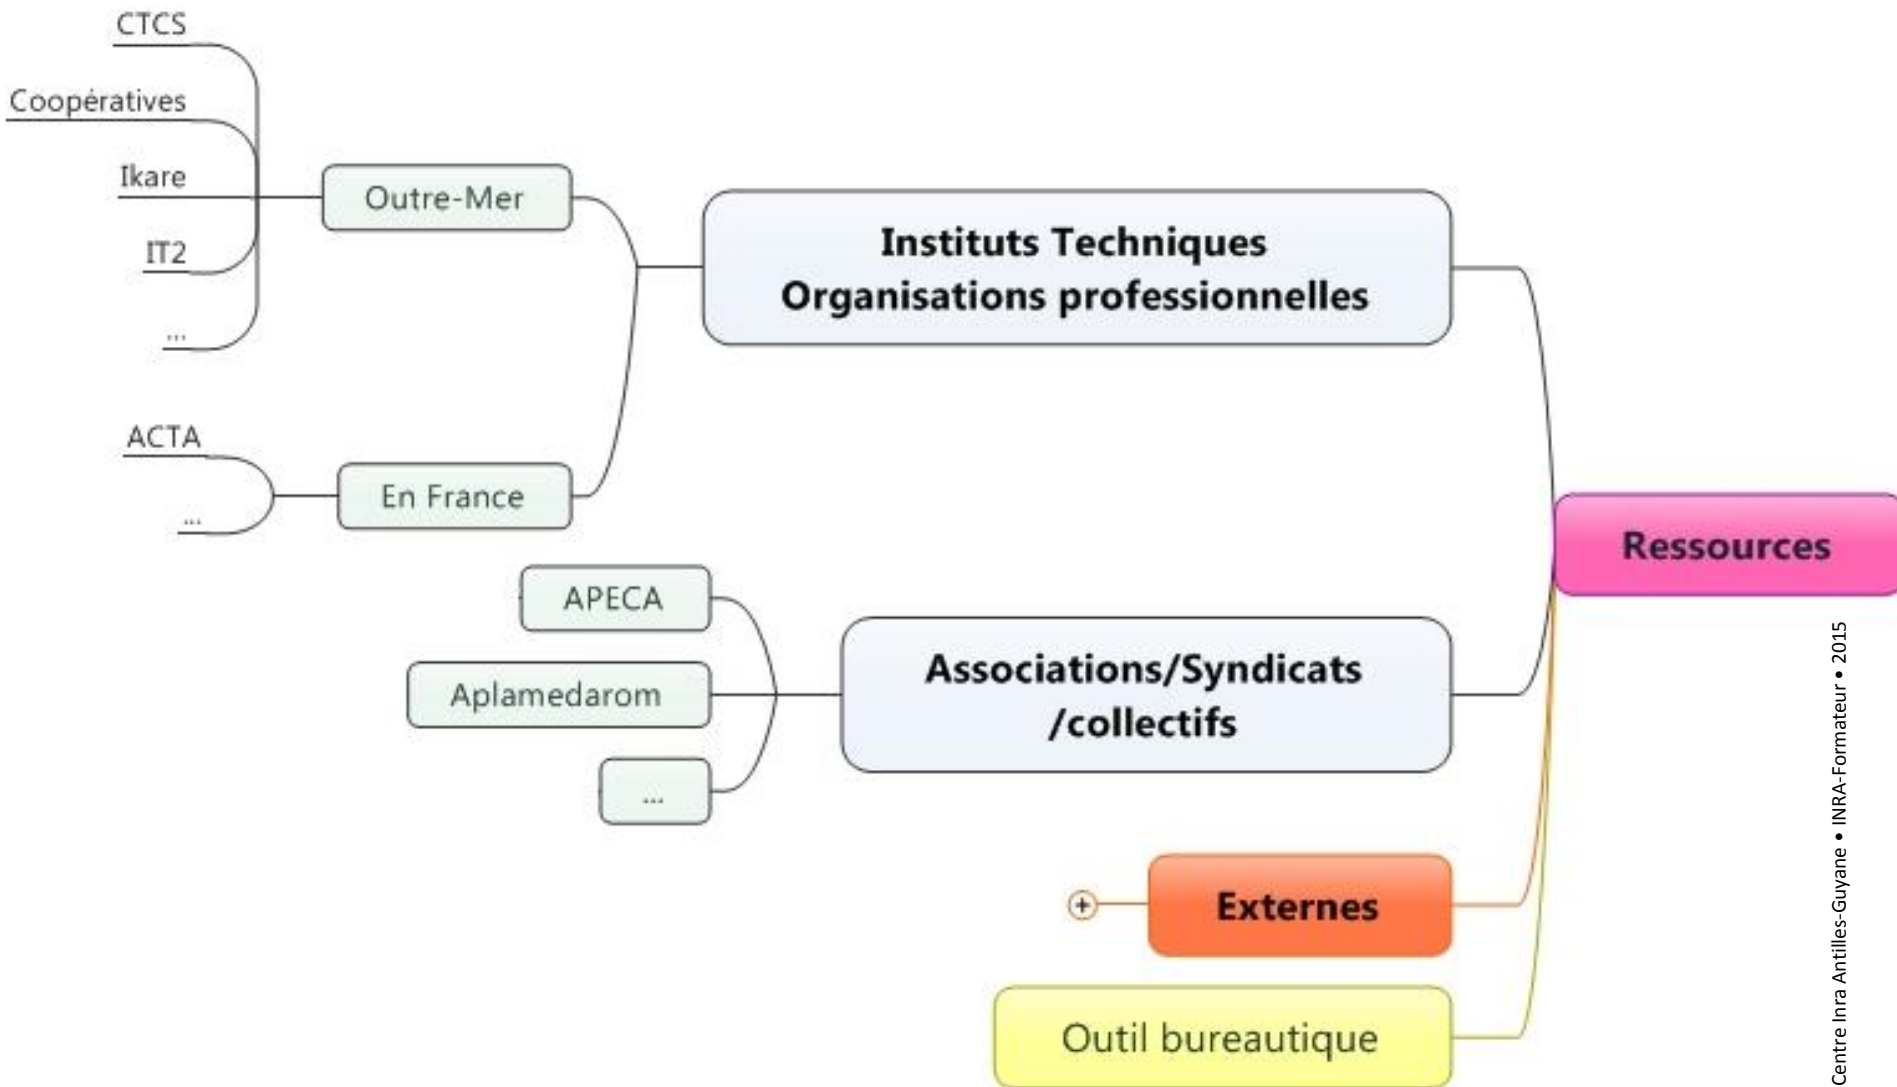 CTCS
Coopératives
Ikare
IT2
...
Outre-Mer
ACTA
...
En France
Instituts Techniques
Organisations professionnelles
APECA
Aplamedarom
...
Associations/Syndicats
/collectifs
+
Externes
Outil bureautique
Ressources
Centre Inra Antilles-Guyane • INRA-Formateur • 2015